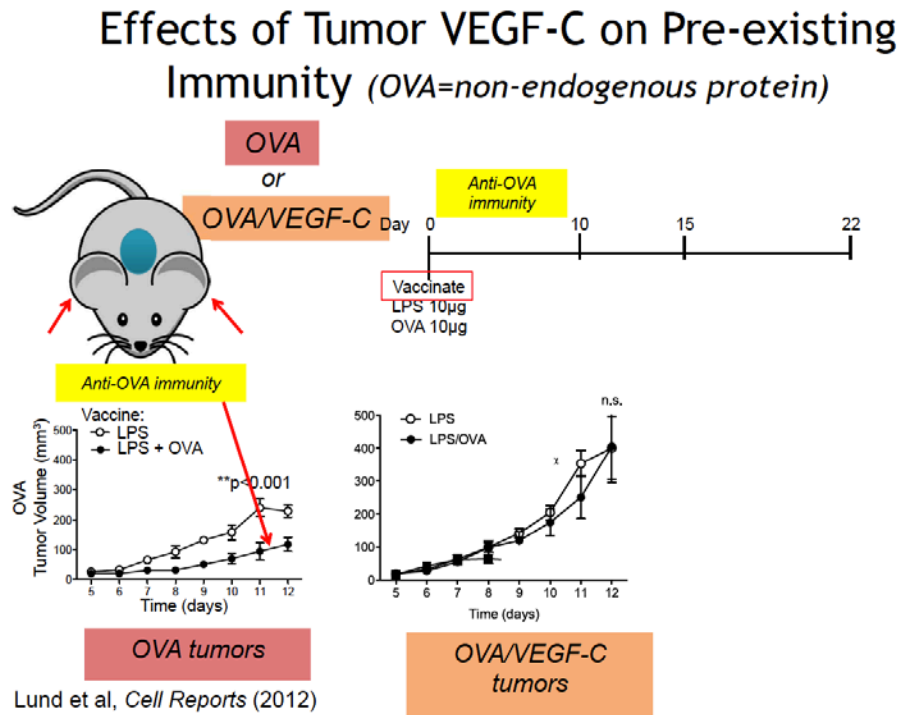 Effects of Tumor VEGF-C on Pre-existing
Immunity (OVA=non-endogenous protein)
OVA
or
OVA/VEGF-C
Anti-OVA
immunity
Day 0 10 15 22
Vaccinate
LPS 10µg
OVA 10µg
Anti-OVA immunity
Vaccine:
LPS
LPS + OVA
**p<0.001
OVA
Tumor Volume (mm³)
600
500
400
300
200
100
0
5 6 7 8 9 10 11 12
Time (days)
OVA tumors
n.s.
LPS
LPS/OVA
x
500
400
300
200
100
0
5 6 7 8 9 10 11 12
Time (days)
OVA/VEGF-C
tumors
Lund et al, Cell Reports (2012)